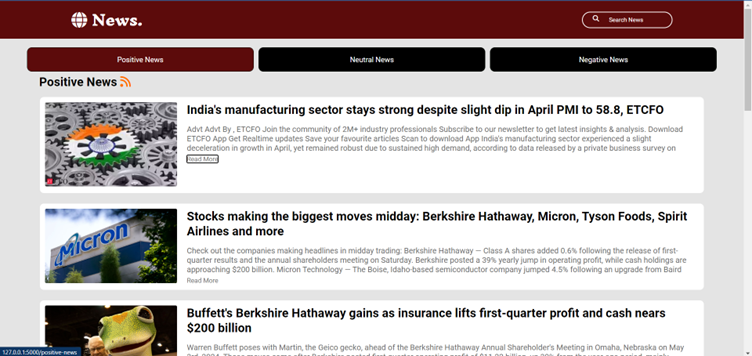 News.
Search News
Positive News
Neutral News
Negative News
Positive News
India's manufacturing sector stays strong despite slight dip in April PMI to 58.8, ETCFO
Advt Advt By , ETCFO Join the community of 2M+ industry professionals Subscribe to our newsletter to get latest insights & analysis. Download
ETCFO App Get Realtime updates Save your favourite articles Scan to download App India's manufacturing sector experienced a slight
deceleration in growth in April, yet remained robust due to sustained high demand, according to data released by a private business survey on
Read More
Micron
Stocks making the biggest moves midday: Berkshire Hathaway, Micron, Tyson Foods, Spirit
Airlines and more
Check out the companies making headlines in midday trading: Berkshire Hathaway — Class A shares added 0.6% following the release of first-
quarter results and the annual shareholders meeting on Saturday. Berkshire posted a 39% yearly jump in operating profit, while cash holdings are
approaching $200 billion. Micron Technology — The Boise, Idaho-based semiconductor company jumped 4.5% following an upgrade from Baird
Read More
Buffett's Berkshire Hathaway gains as insurance lifts first-quarter profit and cash nears
$200 billion
Warren Buffett poses with Martin, the Geico gecko, ahead of the Berkshire Hathaway Annual Shareholder's Meeting in Omaha, Nebraska on May
127.0.0.1:5000/positive-news